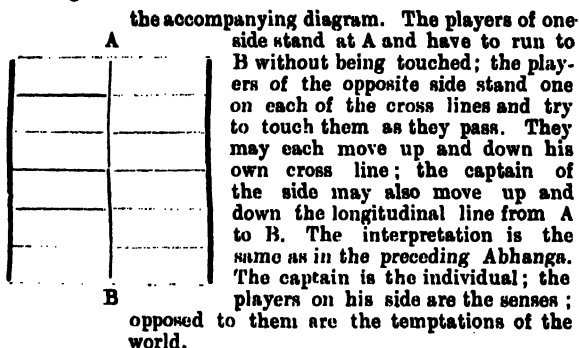 the accompanying diagram. The players of one
A
side stand at A and have to run to
B without being touched; the play-
ers of the opposite side stand one
on each of the cross lines and try
to touch them as they pass. They
may each move up and down his
own cross line; the captain of
the side may also move up and
down the longitudinal line from A
to B. The interpretation is the
same as in the preceding Abhanga.
The captain is the individual; the
B
players on his side are the senses;
opposed to them are the temptations of the
world.